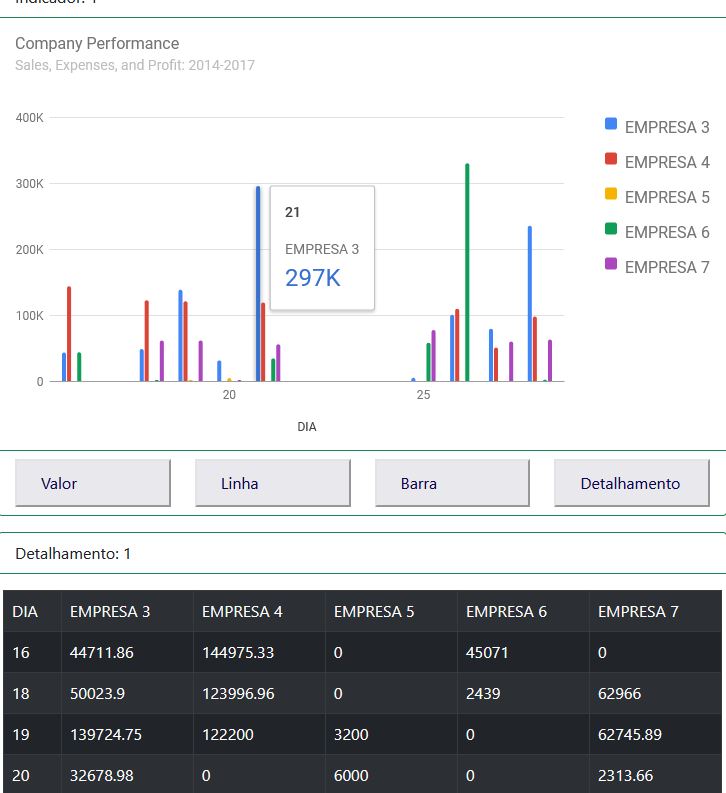 Indicador: 1
Company Performance
Sales, Expenses, and Profit: 2014-2017
400K
300K
200K
100K
0
20
25
DIA
21
EMPRESA 3
297K
EMPRESA 3
EMPRESA 4
EMPRESA 5
EMPRESA 6
EMPRESA 7
Valor Linha Barra Detalhamento
Detalhamento: 1
DIA EMPRESA 3 EMPRESA 4 EMPRESA 5 EMPRESA 6 EMPRESA 7
16 44711.86 144975.33 0 45071 0
18 50023.9 123996.96 0 2439 62966
19 139724.75 122200 3200 0 62745.89
20 32678.98 0 6000 0 2313.66